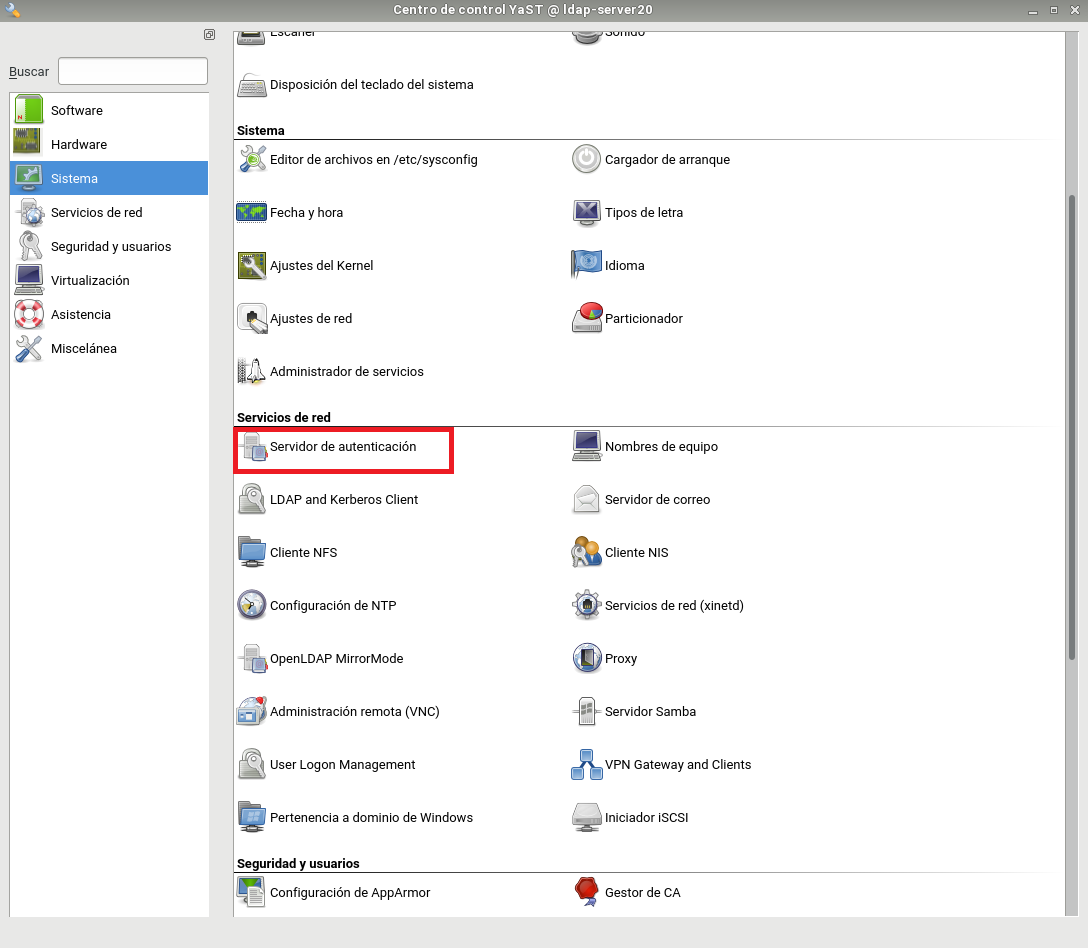 Centro de control YaST @ ldap-server20
Buscar
Software
Hardware
Sistema
Servicios de red
Seguridad y usuarios
Virtualización
Asistencia
Miscelánea
Escáner
Sonido
Disposición del teclado del sistema
Sistema
Editor de archivos en /etc/sysconfig
Cargador de arranque
Fecha y hora
Tipos de letra
Ajustes del Kernel
Idioma
Ajustes de red
Particionador
Administrador de servicios
Servicios de red
Servidor de autenticación
Nombres de equipo
LDAP and Kerberos Client
Servidor de correo
Cliente NFS
Cliente NIS
Configuración de NTP
Servicios de red (xinetd)
OpenLDAP MirrorMode
Proxy
Administración remota (VNC)
Servidor Samba
User Logon Management
VPN Gateway and Clients
Pertenencia a dominio de Windows
Iniciador iSCSI
Seguridad y usuarios
Configuración de AppArmor
Gestor de CA